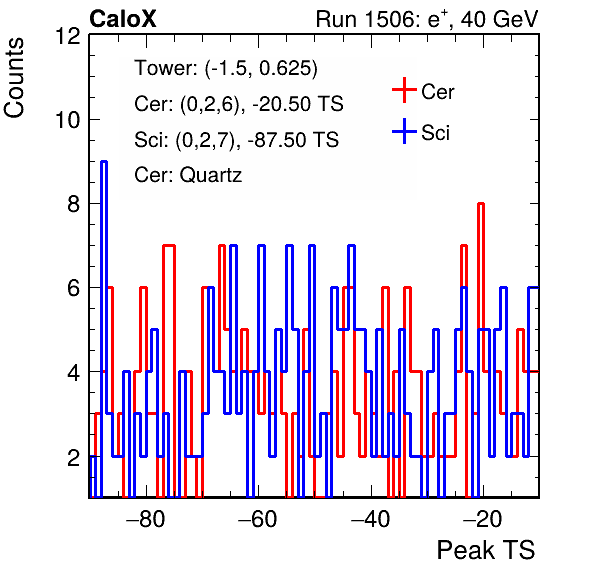 CaloX
Run 1506: e⁺, 40 GeV
Counts
12
10
8
6
4
2
Tower: (-1.5, 0.625)
Cer: (0,2,6), -20.50 TS
Sci: (0,2,7), -87.50 TS
Cer: Quartz
Cer
Sci
−80
−60
−40
−20
Peak TS